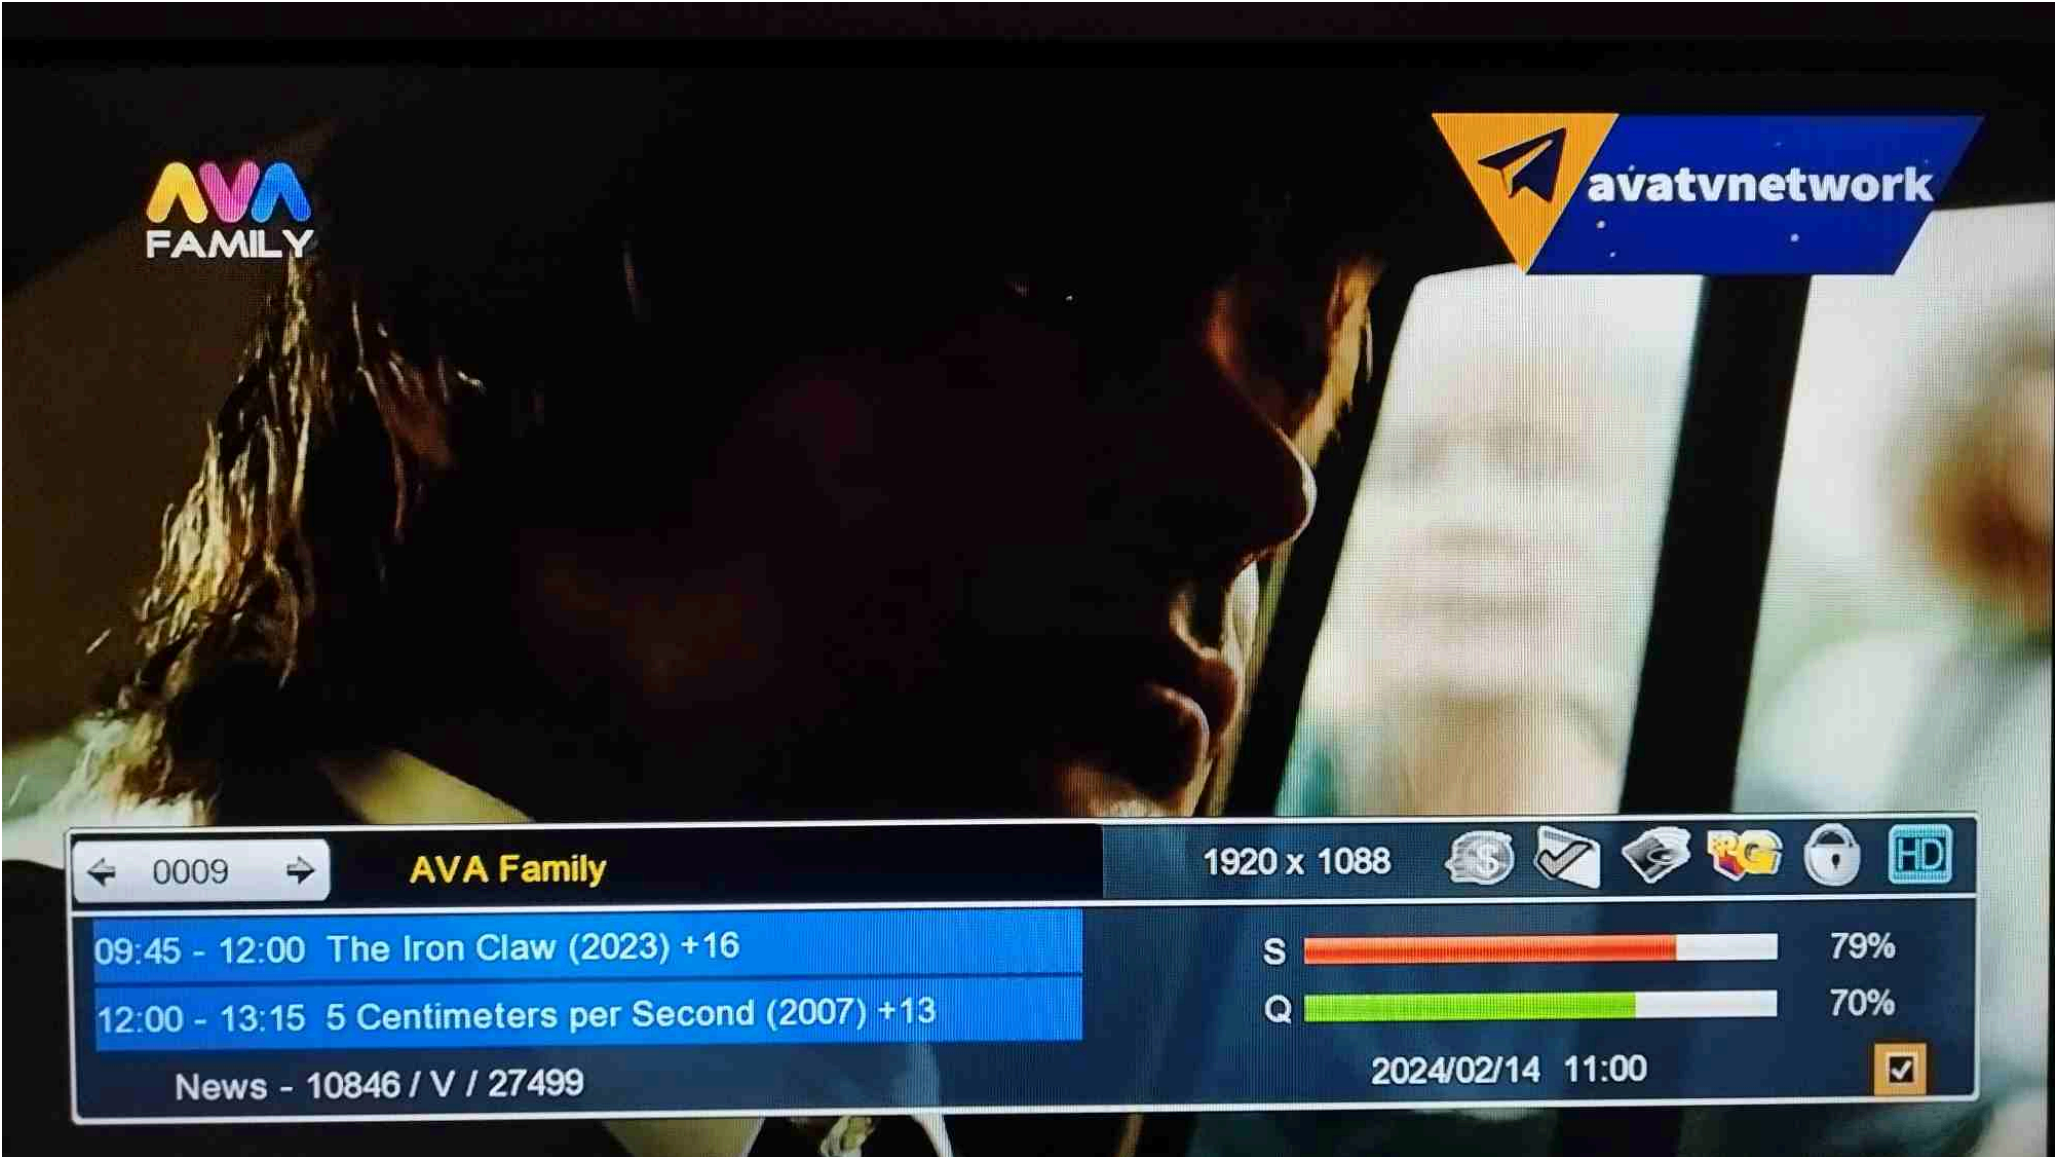 AVA
FAMILY
avatvnetwork
0009
AVA Family
1920 x 1088
HD
09:45 - 12:00 The Iron Claw (2023) +16
S
79%
12:00 - 13:15 5 Centimeters per Second (2007) +13
Q
70%
News - 10846 / V / 27499
2024/02/14 11:00